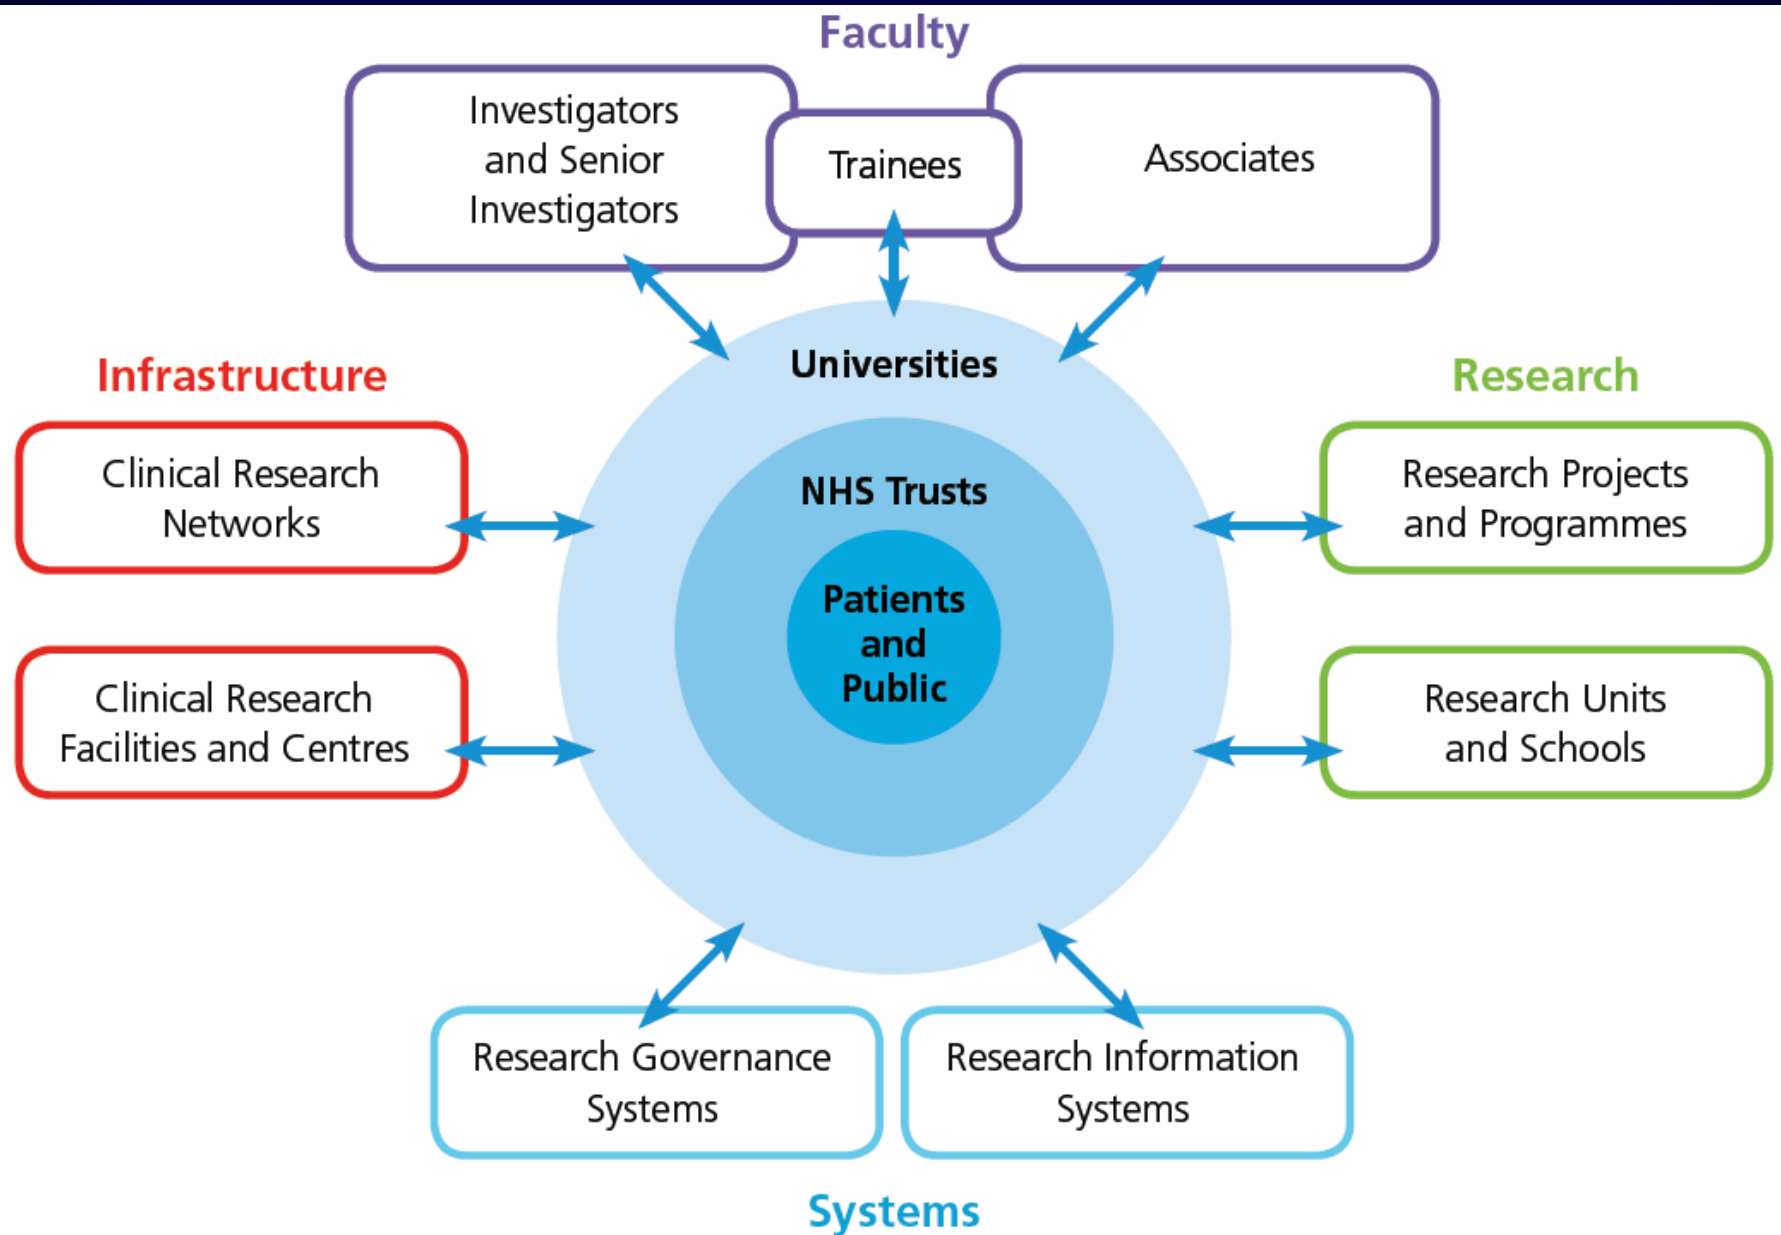 Faculty
Investigators
and Senior
Investigators
Trainees
Associates
Infrastructure
Clinical Research
Networks
Clinical Research
Facilities and Centres
Universities
NHS Trusts
Patients
and
Public
Research
Research Projects
and Programmes
Research Units
and Schools
Research Governance
Systems
Research Information
Systems
Systems